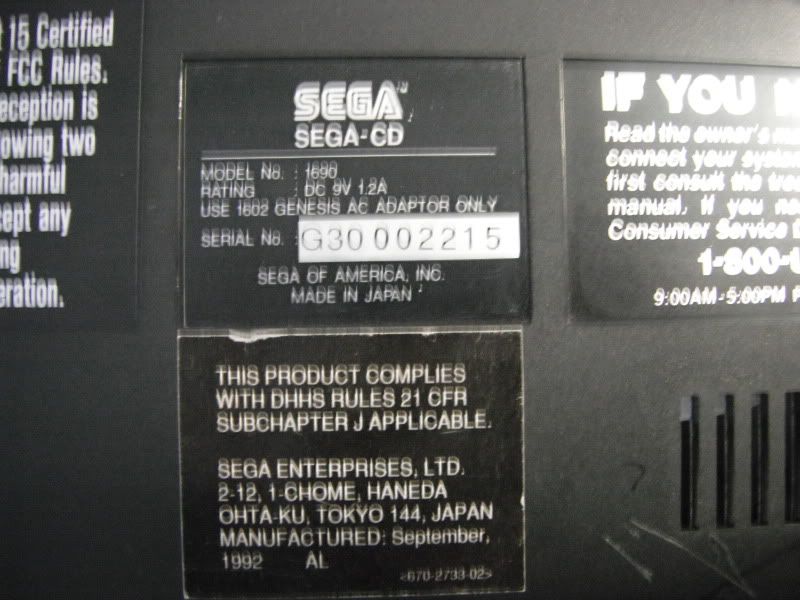 15 Certified
FCC Rules.
eception is
owing two
harmful
cept any
ng
eration.
SEGA
SEGA-CD
MODEL No. : 1690
RATING : DC 9V 1.2A
USE 1602 GENESIS AC ADAPTOR ONLY
SERIAL No. : G30 002215
SEGA OF AMERICA, INC.
MADE IN JAPAN
THIS PRODUCT COMPLIES
WITH DHHS RULES 21 CFR
SUBCHAPTER J APPLICABLE.
SEGA ENTERPRISES, LTD.
2-12, 1-CHOME, HANEDA
OHTA-KU, TOKYO 144, JAPAN
MANUFACTURED: September,
1992 AL
<670-2733-02>
IF YOU
Read the owner's
connect your
first consult the
manual. If you
Consumer Service
1-800-
9:00AM-5:00PM